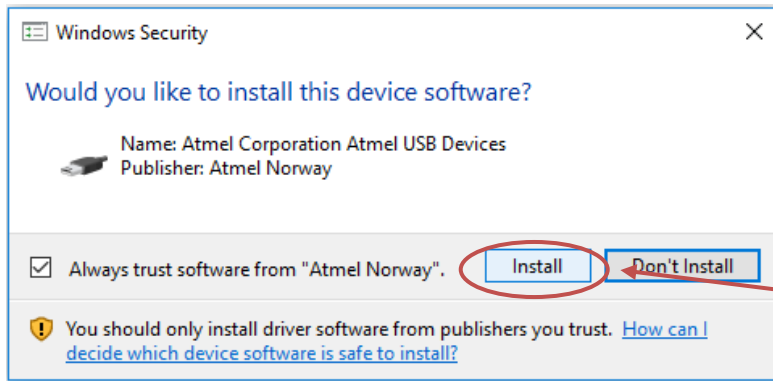 Windows Security
Would you like to install this device software?
Name: Atmel Corporation Atmel USB Devices
Publisher: Atmel Norway
Always trust software from "Atmel Norway".
Install
Don't Install
You should only install driver software from publishers you trust. How can I
decide which device software is safe to install?